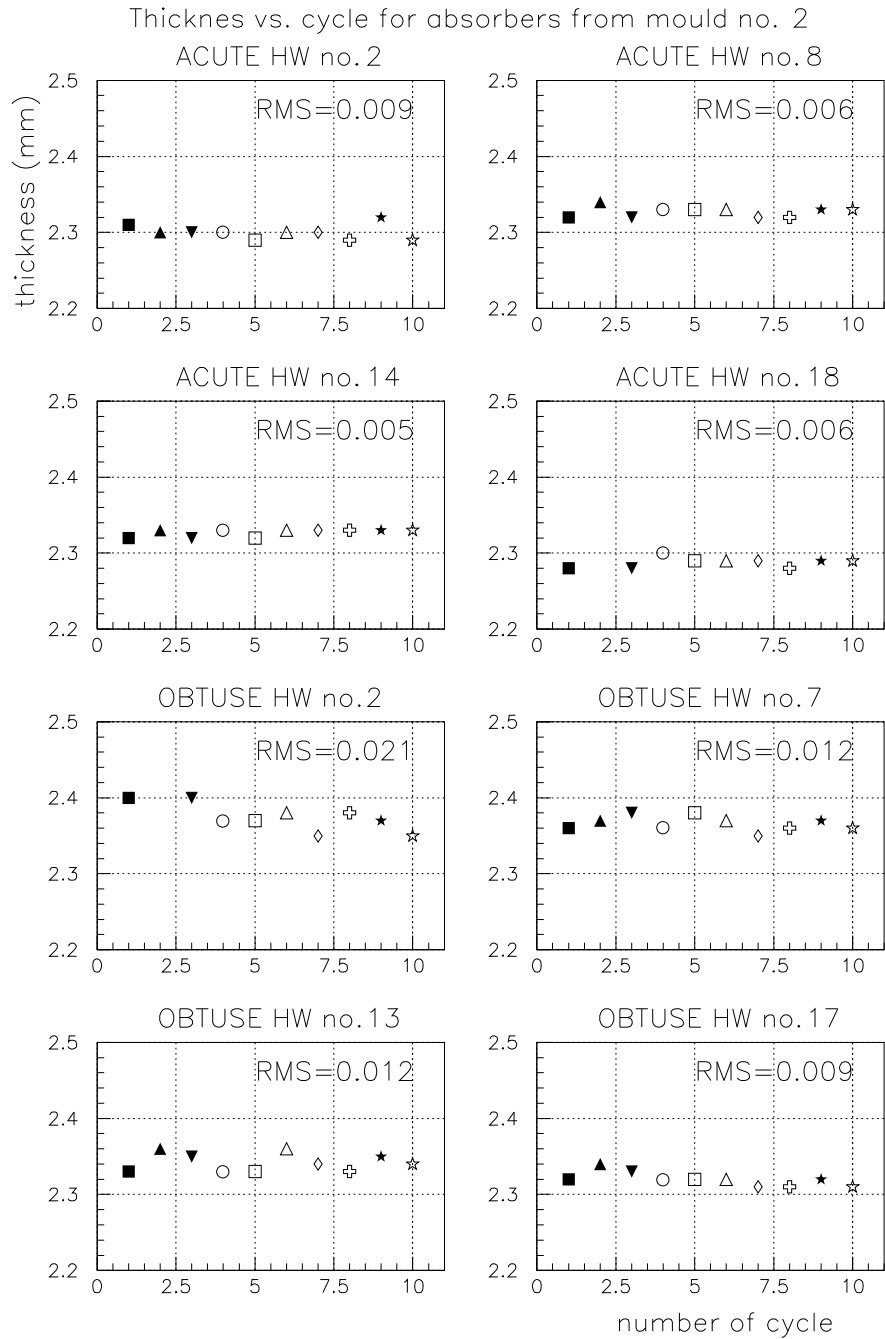 Thicknes vs. cycle for absorbers from mould no. 2
ACUTE HW no.2
ACUTE HW no.8
thickness (mm)
2.5
2.4
2.3
2.2
RMS=0.009
0 2.5 5 7.5 10
2.5
2.4
2.3
2.2
RMS=0.006
0 2.5 5 7.5 10
ACUTE HW no.14
ACUTE HW no.18
2.5
2.4
2.3
2.2
RMS=0.005
0 2.5 5 7.5 10
2.5
2.4
2.3
2.2
RMS=0.006
0 2.5 5 7.5 10
OBTUSE HW no.2
OBTUSE HW no.7
2.5
2.4
2.3
2.2
RMS=0.021
0 2.5 5 7.5 10
2.5
2.4
2.3
2.2
RMS=0.012
0 2.5 5 7.5 10
OBTUSE HW no.13
OBTUSE HW no.17
2.5
2.4
2.3
2.2
RMS=0.012
0 2.5 5 7.5 10
2.5
2.4
2.3
2.2
RMS=0.009
0 2.5 5 7.5 10
number of cycle